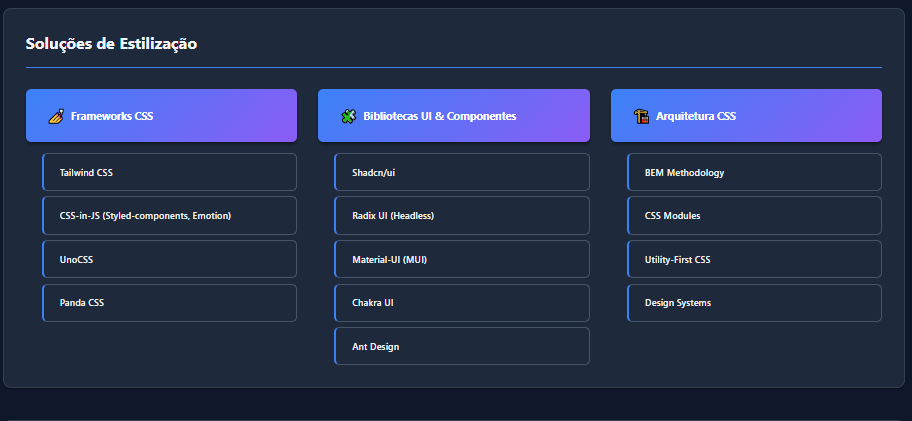 Soluções de Estilização
Frameworks CSS
Tailwind CSS
CSS-in-JS (Styled-components, Emotion)
UnoCSS
Panda CSS
Bibliotecas UI & Componentes
Shadcn/ui
Radix UI (Headless)
Material-UI (MUI)
Chakra UI
Ant Design
Arquitetura CSS
BEM Methodology
CSS Modules
Utility-First CSS
Design Systems